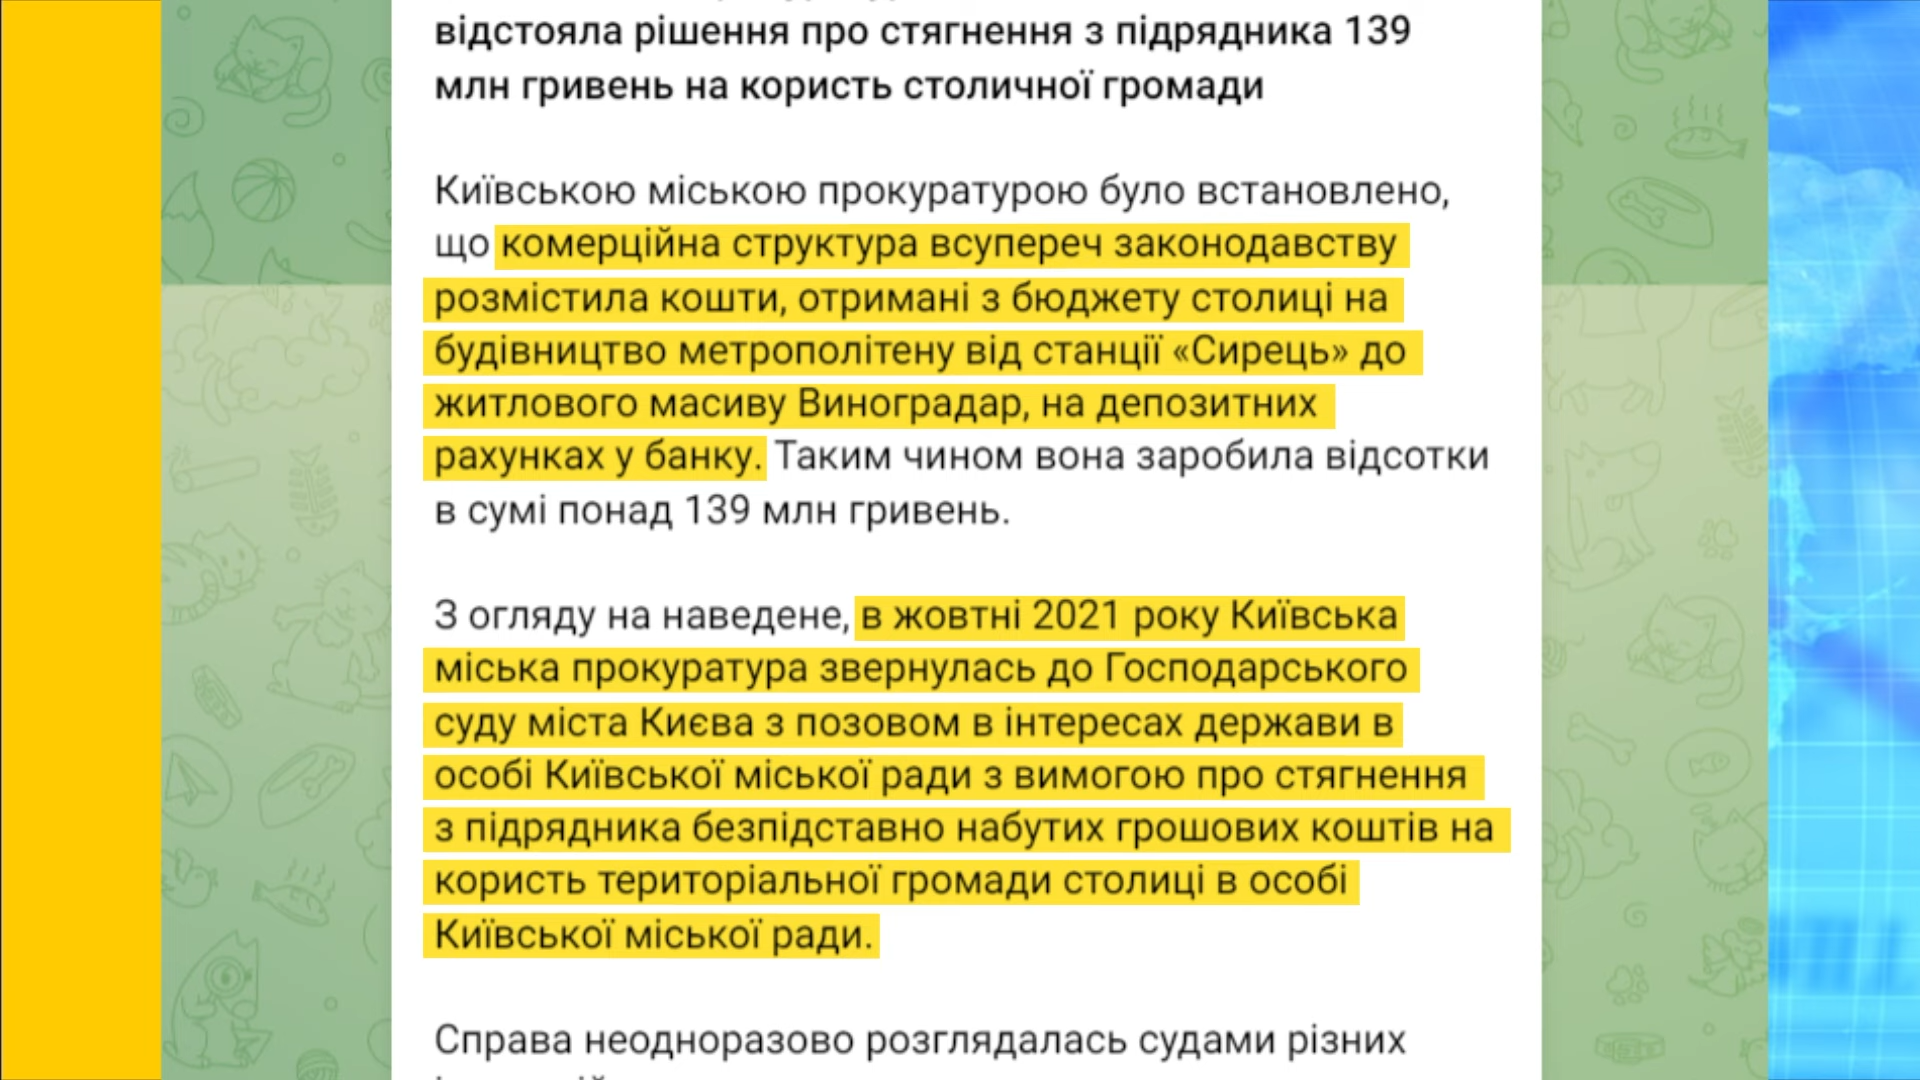 відстояла рішення про стягнення з підрядника 139
млн гривень на користь столичної громади
Київською міською прокуратурою було встановлено,
що комерційна структура всупереч законодавству
розмістила кошти, отримані з бюджету столиці на
будівництво метрополітену від станції «Сирець» до
житлового масиву Виноградар, на депозитних
рахунках у банку. Таким чином вона заробила відсотки
в сумі понад 139 млн гривень.
З огляду на наведене, в жовтні 2021 року Київська
міська прокуратура звернулась до Господарського
суду міста Києва з позовом в інтересах держави в
особі Київської міської ради з вимогою про стягнення
з підрядника безпідставно набутих грошових коштів на
користь територіальної громади столиці в особі
Київської міської ради.
Справа неодноразово розглядалась судами різних